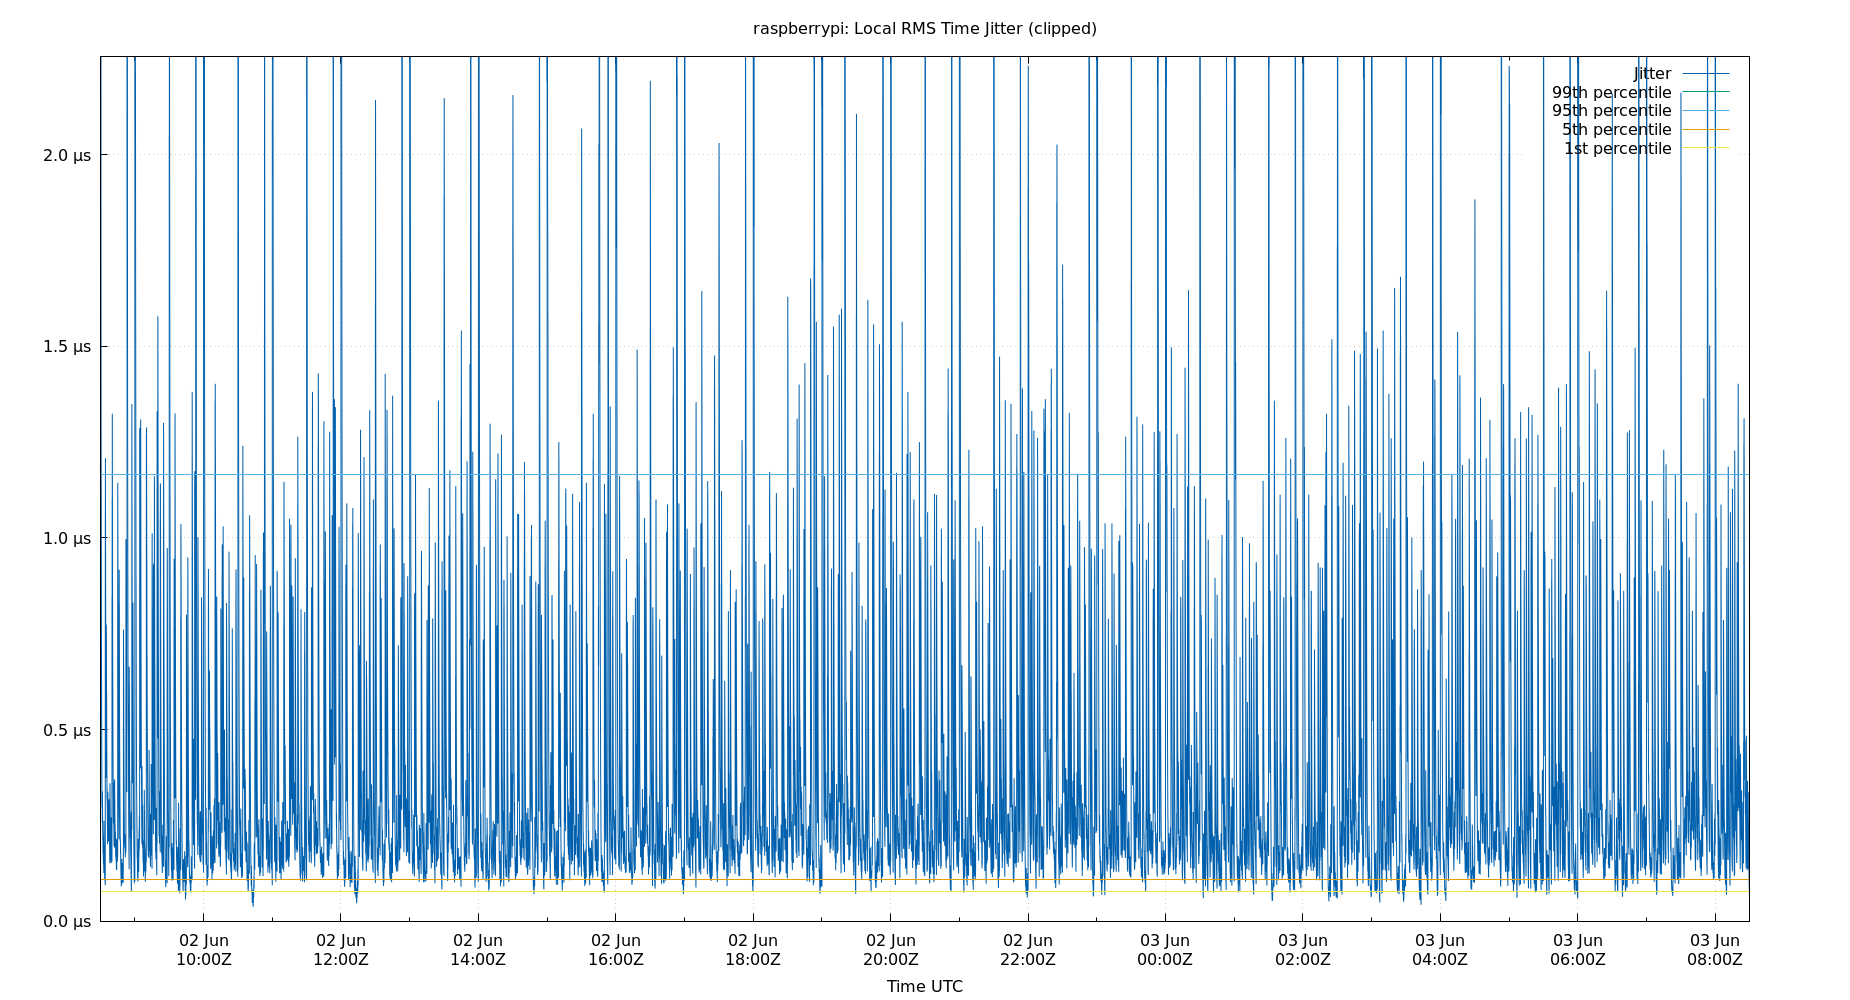 raspberrypi: Local RMS Time Jitter (clipped)
Jitter
99th percentile
95th percentile
5th percentile
1st percentile
2.0 µs
1.5 µs
1.0 µs
0.5 µs
0.0 µs
02 Jun 02 Jun 02 Jun 02 Jun 02 Jun 02 Jun 02 Jun 03 Jun 03 Jun 03 Jun 03 Jun 03 Jun
10:00Z 12:00Z 14:00Z 16:00Z 18:00Z 20:00Z 22:00Z 00:00Z 02:00Z 04:00Z 06:00Z 08:00Z
Time UTC